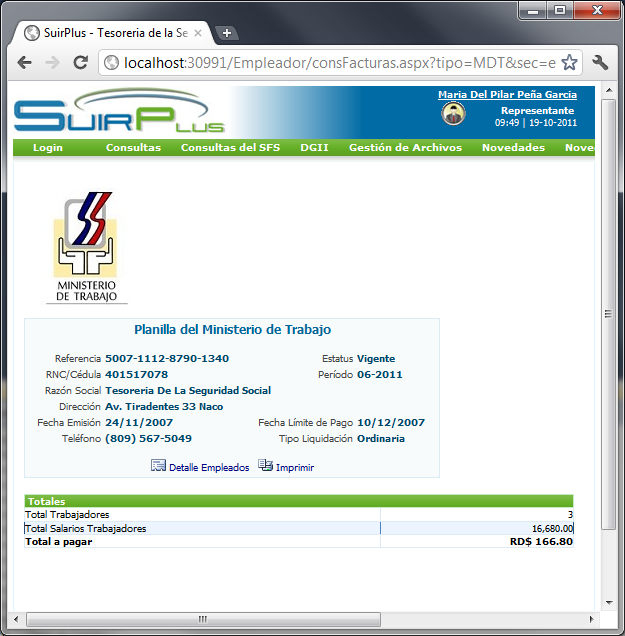 SuirPlus - Tesoreria de la Se
localhost:30991/Empleador/consFacturas.aspx?tipo=MDT&sec=e
SUIRPLUS
Maria Del Pilar Peña Garcia
Representante
09:49 | 19-10-2011
Login Consultas Consultas del SFS DGII Gestión de Archivos Novedades Nove
MINISTERIO
DE TRABAJO
Planilla del Ministerio de Trabajo
Referencia 5007-1112-8790-1340 Estatus Vigente
RNC/Cédula 401517078 Período 06-2011
Razón Social Tesoreria De La Seguridad Social
Dirección Av. Tiradentes 33 Naco
Fecha Emisión 24/11/2007 Fecha Límite de Pago 10/12/2007
Teléfono (809) 567-5049 Tipo Liquidación Ordinaria
Detalle Empleados Imprimir
Totales
Total Trabajadores 3
Total Salarios Trabajadores 16,680.00
Total a pagar RD$ 166.80